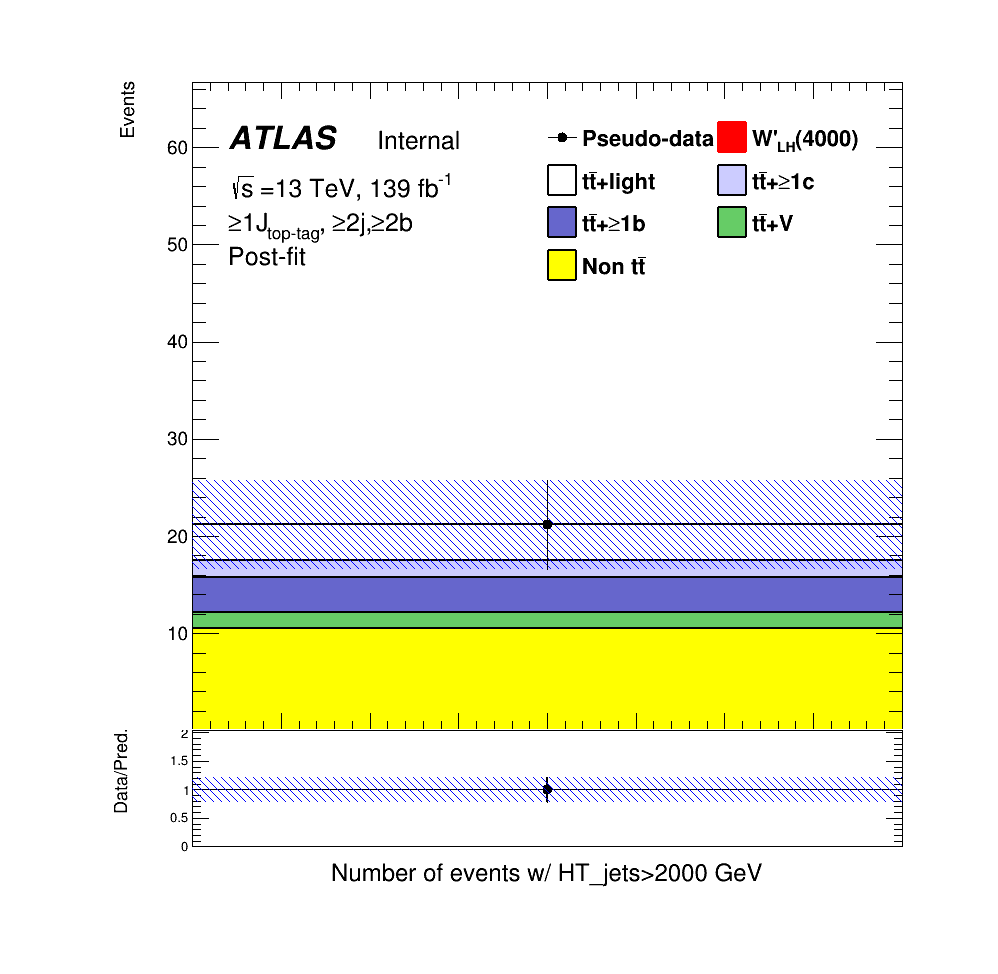 Events
ATLAS Internal
√s =13 TeV, 139 fb⁻¹
≥1J_top-tag, ≥2j,≥2b
Post-fit
Pseudo-data
W'_LH(4000)
tt̄+light
tt̄+≥1c
tt̄+≥1b
tt̄+V
Non tt̄
60
50
40
30
20
10
Data/Pred.
2
1.5
1
0.5
0
Number of events w/ HT_jets>2000 GeV